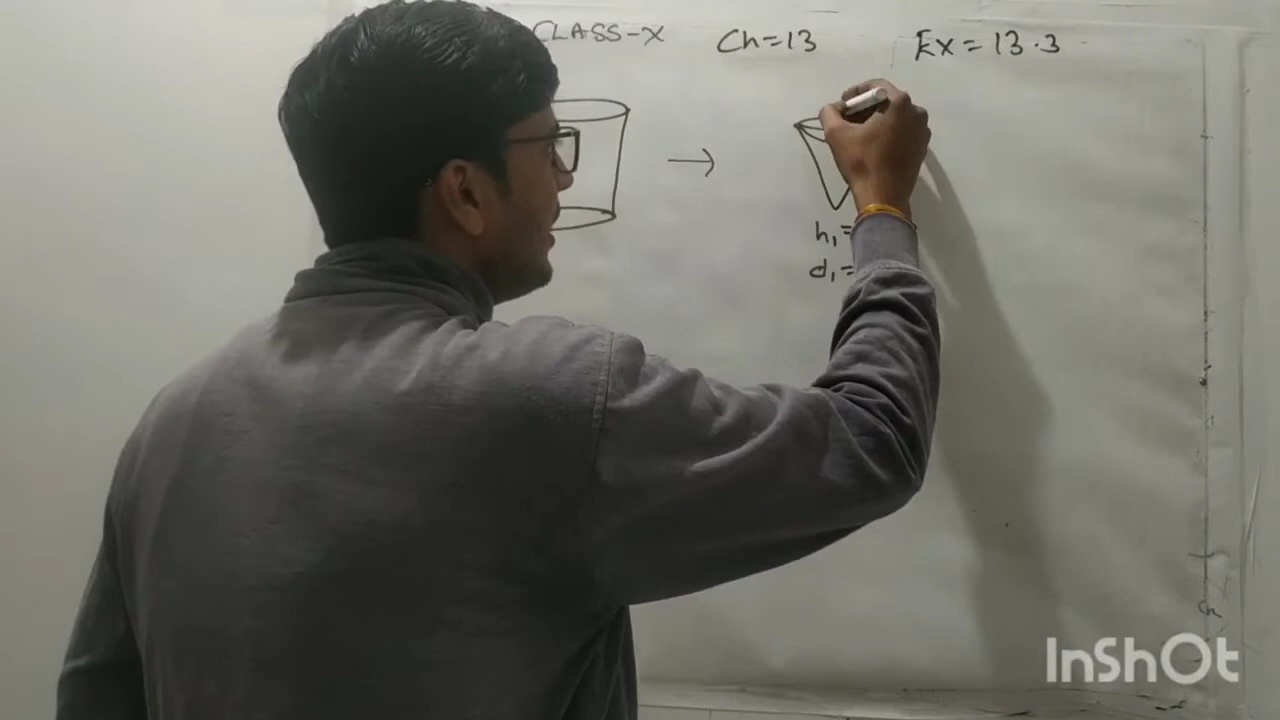 CLASS-X Ch=13 Ex=13.3
→
h₁=
d₁=
InShOt